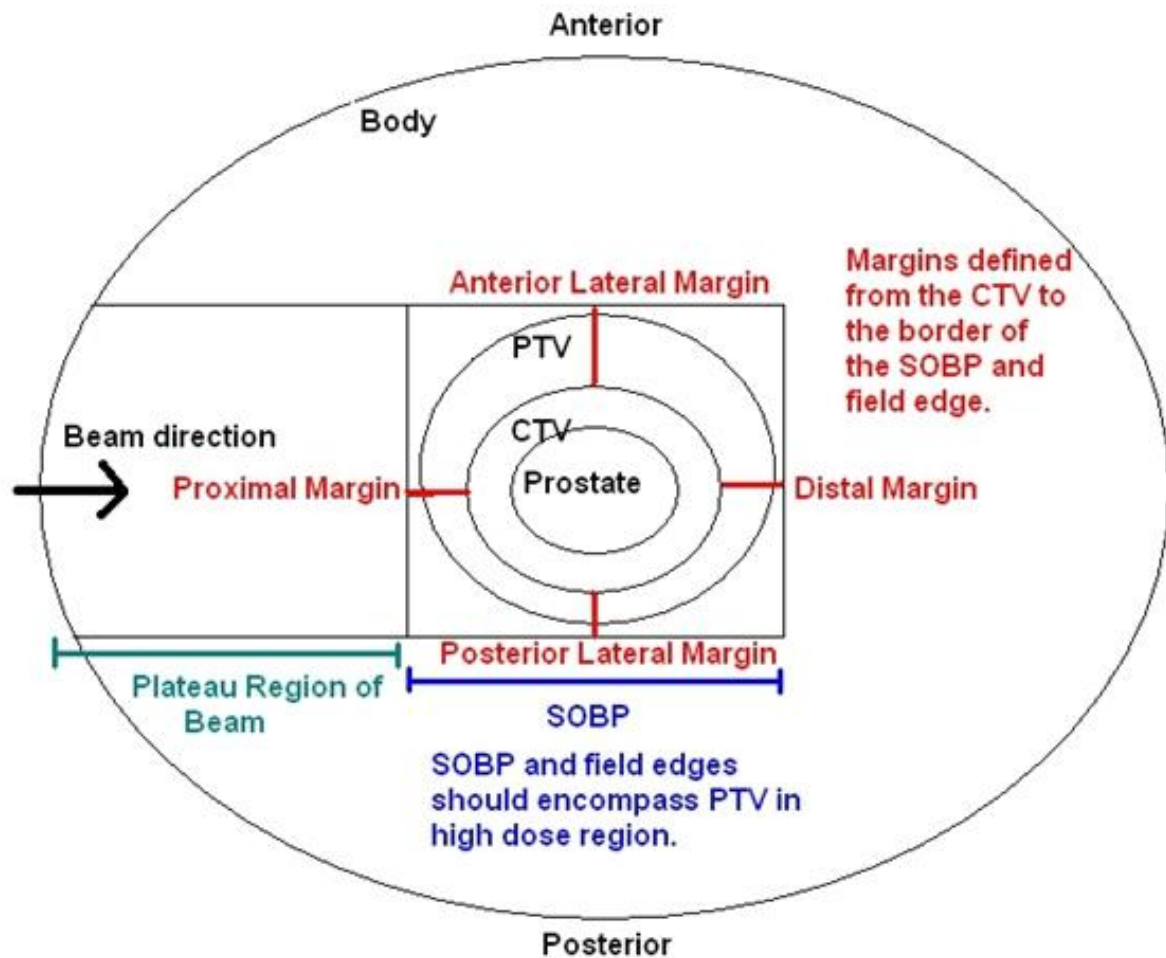 Anterior
Body
Margins defined
from the CTV to
the border of
the SOBP and
field edge.
Anterior Lateral Margin
PTV
CTV
Beam direction
Proximal Margin
Prostate
Distal Margin
Posterior Lateral Margin
Plateau Region of
Beam
SOBP
SOBP and field edges
should encompass PTV in
high dose region.
Posterior